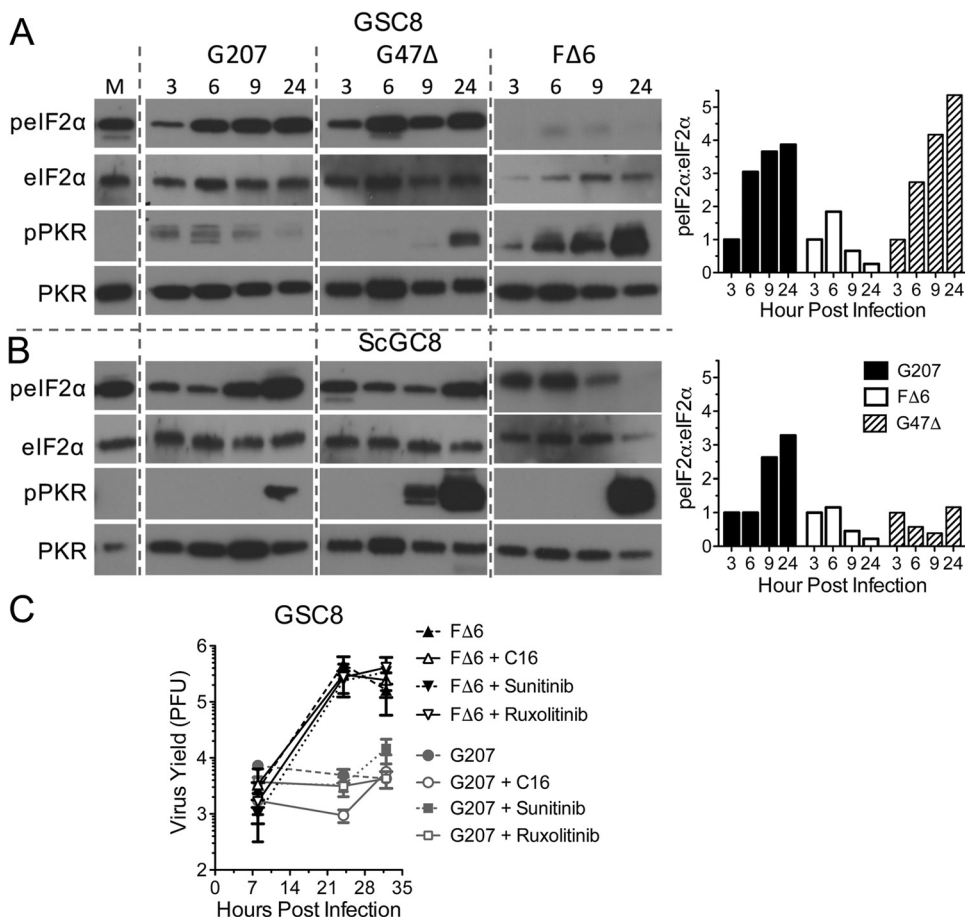 A
GSC8
G207 G47Δ FΔ6
M 3 6 9 24 3 6 9 24 3 6 9 24
peIF2α
eIF2α
pPKR
PKR
peIF2α:eIF2α
5
4
3
2
1
0
3 6 9 24 3 6 9 24 3 6 9 24
Hour Post Infection
B
ScGC8
peIF2α
eIF2α
pPKR
PKR
peIF2α:eIF2α
5
4
3
2
1
0
G207
FΔ6
G47Δ
3 6 9 24 3 6 9 24 3 6 9 24
Hour Post Infection
C
GSC8
Virus Yield (PFU)
6
5
4
3
2
0 7 14 21 28 35
Hours Post Infection
FΔ6
FΔ6 + C16
FΔ6 + Sunitinib
FΔ6 + Ruxolitinib
G207
G207 + C16
G207 + Sunitinib
G207 + Ruxolitinib